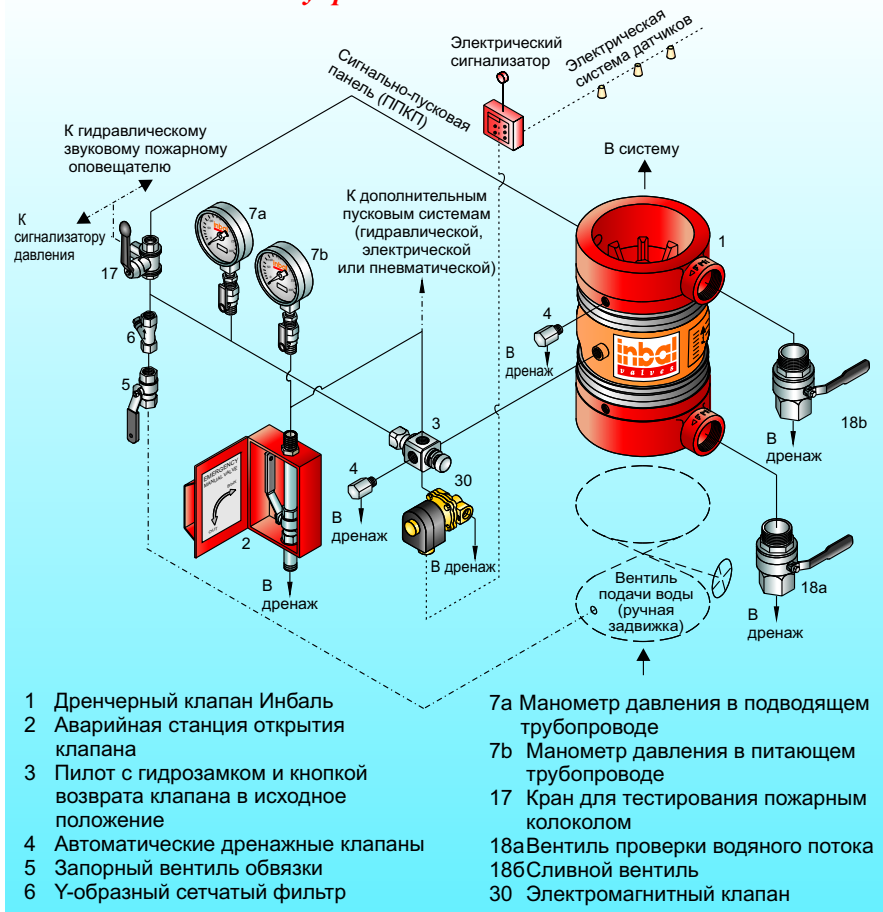 Электрический
сигнализатор
Электрическая
система датчиков
Сигнально-пусковая
панель (ППКП)
К гидравлическому
звуковому пожарному
оповещателю
В систему
К
сигнализатору
давления
17
7а
7b
К дополнительным
пусковым системам
(гидравлической,
электрической
или пневматической)
1
6
5
4
В
дренаж
inbal
valves
3
18b
В
дренаж
EMERGENCY
MANUAL VALVE
2
В
дренаж
4
В
дренаж
30
В дренаж
Вентиль
подачи воды
(ручная
задвижка)
18а
В
дренаж
1 Дренчерный клапан Инбаль
2 Аварийная станция открытия
клапана
3 Пилот с гидрозамком и кнопкой
возврата клапана в исходное
положение
4 Автоматические дренажные клапаны
5 Запорный вентиль обвязки
6 Y-образный сетчатый фильтр
7а Манометр давления в подводящем
трубопроводе
7b Манометр давления в питающем
трубопроводе
17 Кран для тестирования пожарным
колоколом
18аВентиль проверки водяного потока
18бСливной вентиль
30 Электромагнитный клапан